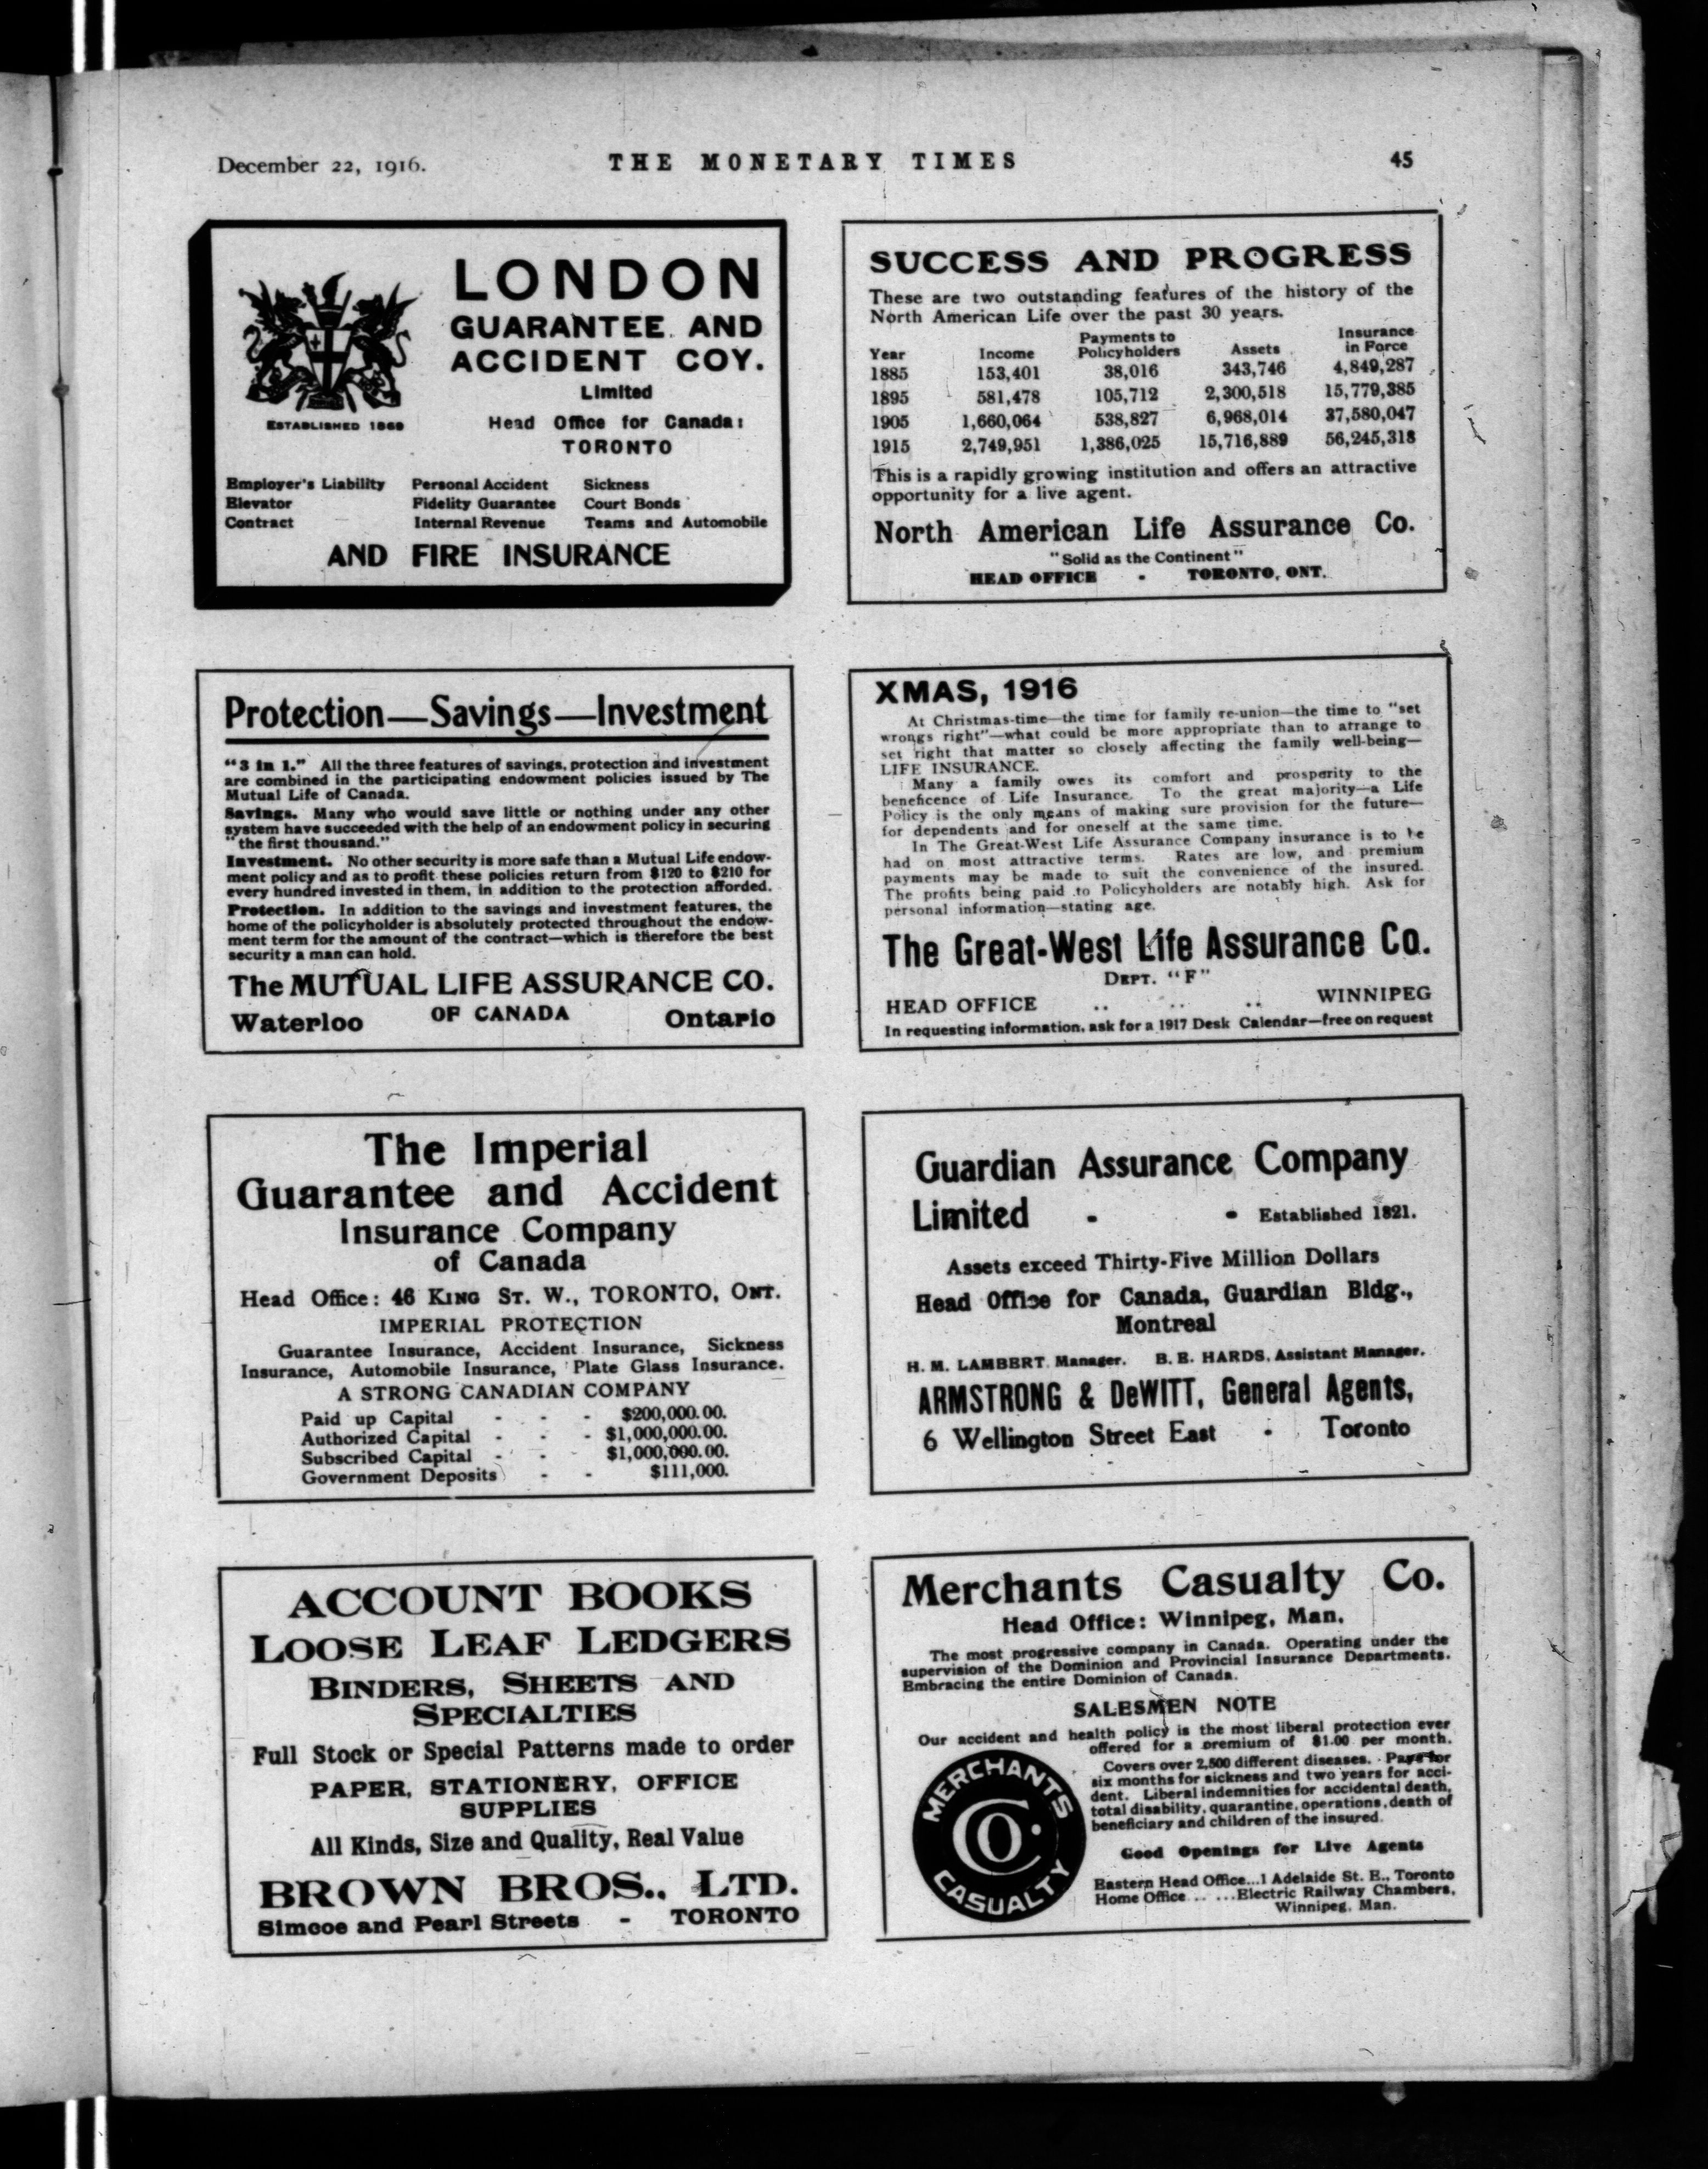 December 22, 1916.
THE MONETARY TIMES
45
LONDON
GUARANTEE AND
ACCIDENT COY.
Limited
ESTABLISHED 1869
Head Office for Canada:
TORONTO
Employer's Liability Personal Accident Sickness
Elevator Fidelity Guarantee Court Bonds
Contract Internal Revenue Teams and Automobile
AND FIRE INSURANCE
SUCCESS AND PROGRESS
These are two outstanding features of the history of the
North American Life over the past 30 years.
Year Income Payments to Policyholders Assets Insurance in Force
1885 153,401 38,016 343,746 4,849,287
1895 581,478 105,712 2,300,518 15,779,385
1905 1,660,064 538,827 6,968,014 37,580,047
1915 2,749,951 1,386,025 15,716,889 56,245,318
This is a rapidly growing institution and offers an attractive
opportunity for a live agent.
North American Life Assurance Co.
"Solid as the Continent"
HEAD OFFICE - TORONTO, ONT.
Protection—Savings—Investment
"3 in 1." All the three features of savings, protection and investment
are combined in the participating endowment policies issued by The
Mutual Life of Canada.
Savings. Many who would save little or nothing under any other
system have succeeded with the help of an endowment policy in securing
"the first thousand."
Investment. No other security is more safe than a Mutual Life endow-
ment policy and as to profit these policies return from $120 to $210 for
every hundred invested in them, in addition to the protection afforded.
Protection. In addition to the savings and investment features, the
home of the policyholder is absolutely protected throughout the endow-
ment term for the amount of the contract—which is therefore the best
security a man can hold.
The MUTUAL LIFE ASSURANCE CO.
OF CANADA
Waterloo Ontario
XMAS, 1916
At Christmas-time—the time for family re-union—the time to "set
wrongs right"—what could be more appropriate than to arrange to
set right that matter so closely affecting the family well-being—
LIFE INSURANCE.
Many a family owes its comfort and prosperity to the
beneficence of Life Insurance. To the great majority—a Life
Policy is the only means of making sure provision for the future—
for dependents and for oneself at the same time.
In The Great-West Life Assurance Company insurance is to be
had on most attractive terms. Rates are low, and premium
payments may be made to suit the convenience of the insured.
The profits being paid to Policyholders are notably high. Ask for
personal information—stating age.
The Great-West Life Assurance Co.
DEPT. "F"
HEAD OFFICE .. .. .. WINNIPEG
In requesting information, ask for a 1917 Desk Calendar—free on request
The Imperial
Guarantee and Accident
Insurance Company
of Canada
Head Office: 46 KING ST. W., TORONTO, ONT.
IMPERIAL PROTECTION
Guarantee Insurance, Accident Insurance, Sickness
Insurance, Automobile Insurance, Plate Glass Insurance.
A STRONG CANADIAN COMPANY
Paid up Capital - - - $200,000.00.
Authorized Capital - - - $1,000,000.00.
Subscribed Capital - - $1,000,000.00.
Government Deposits - - $111,000.
Guardian Assurance Company
Limited - - Established 1821.
Assets exceed Thirty-Five Million Dollars
Head Office for Canada, Guardian Bldg.,
Montreal
H. M. LAMBERT, Manager. B. E. HARDS, Assistant Manager.
ARMSTRONG & DeWITT, General Agents,
6 Wellington Street East - Toronto
ACCOUNT BOOKS
LOOSE LEAF LEDGERS
BINDERS, SHEETS AND
SPECIALTIES
Full Stock or Special Patterns made to order
PAPER, STATIONERY, OFFICE
SUPPLIES
All Kinds, Size and Quality, Real Value
BROWN BROS., LTD.
Simcoe and Pearl Streets - TORONTO
Merchants Casualty Co.
Head Office: Winnipeg, Man.
The most progressive company in Canada. Operating under the
supervision of the Dominion and Provincial Insurance Departments.
Embracing the entire Dominion of Canada.
SALESMEN NOTE
Our accident and health policy is the most liberal protection ever
offered for a premium of $1.00 per month.
Covers over 2,500 different diseases. Pays for
six months for sickness and two years for acci-
dent. Liberal indemnities for accidental death,
total disability, quarantine, operations, death of
beneficiary and children of the insured.
Good Openings for Live Agents
Eastern Head Office...1 Adelaide St. E., Toronto
Home Office... ...Electric Railway Chambers,
Winnipeg, Man.
MERCHANTS
Co.
CASUALTY